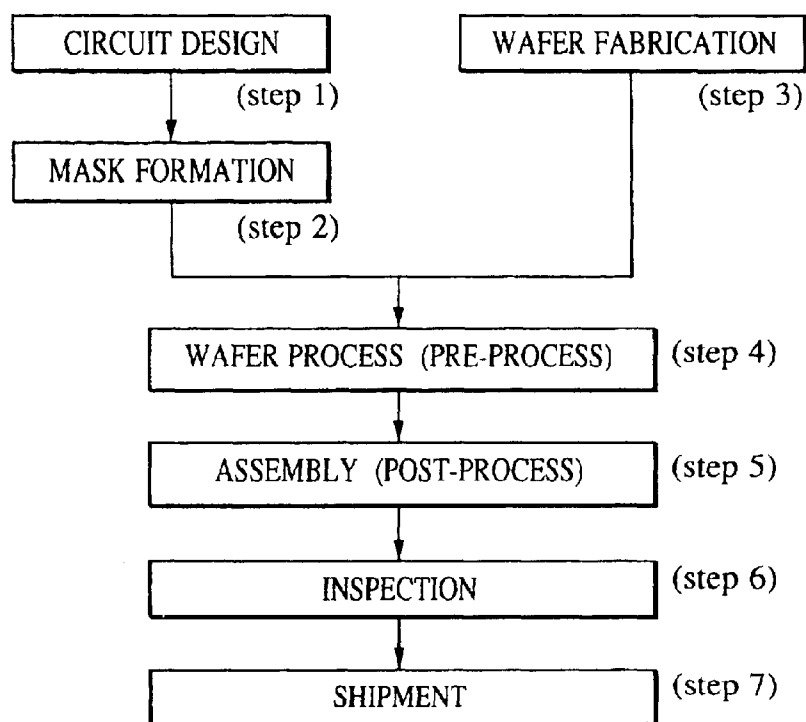 CIRCUIT DESIGN
(step 1)
WAFER FABRICATION
(step 3)
MASK FORMATION
(step 2)
WAFER PROCESS (PRE-PROCESS)
(step 4)
ASSEMBLY (POST-PROCESS)
(step 5)
INSPECTION
(step 6)
SHIPMENT
(step 7)